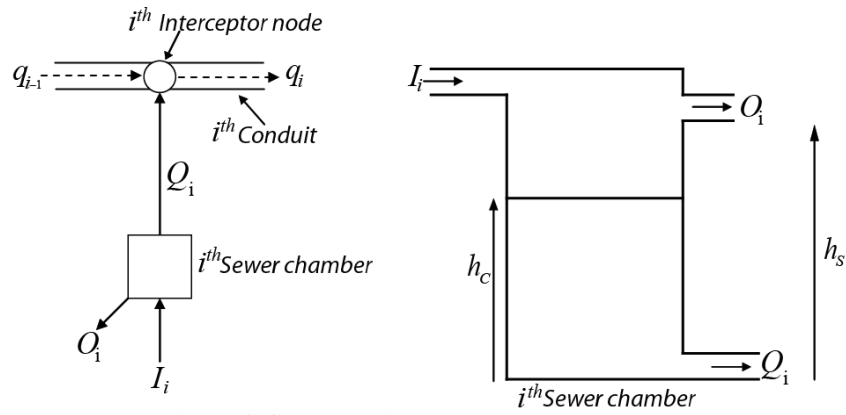 i^{th} Interceptor node
q_{i-1}
q_i
i^{th} Conduit
Q_i
i^{th} Sewer chamber
O_i
I_i
I_i
O_i
h_c
h_s
Q_i
i^{th} Sewer chamber